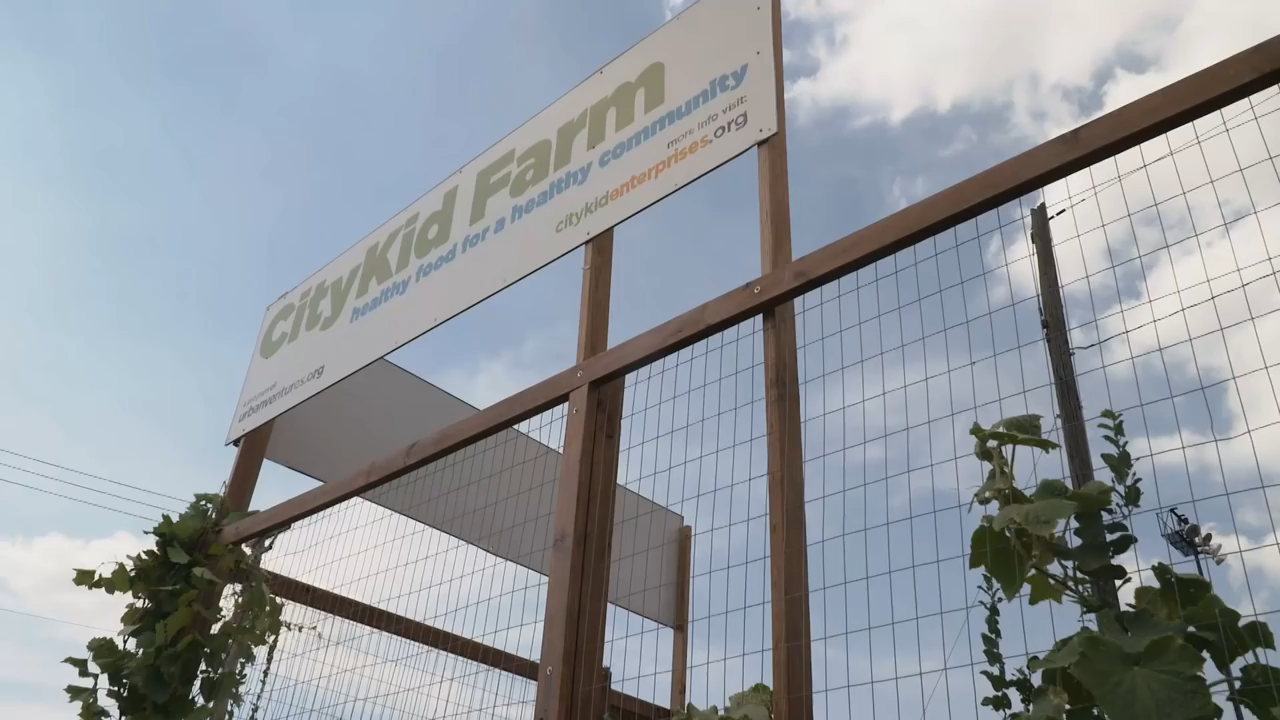 CityKid Farm
healthy food for a healthy community
more info visit:
citykidenterprises.org
urbanventures.org